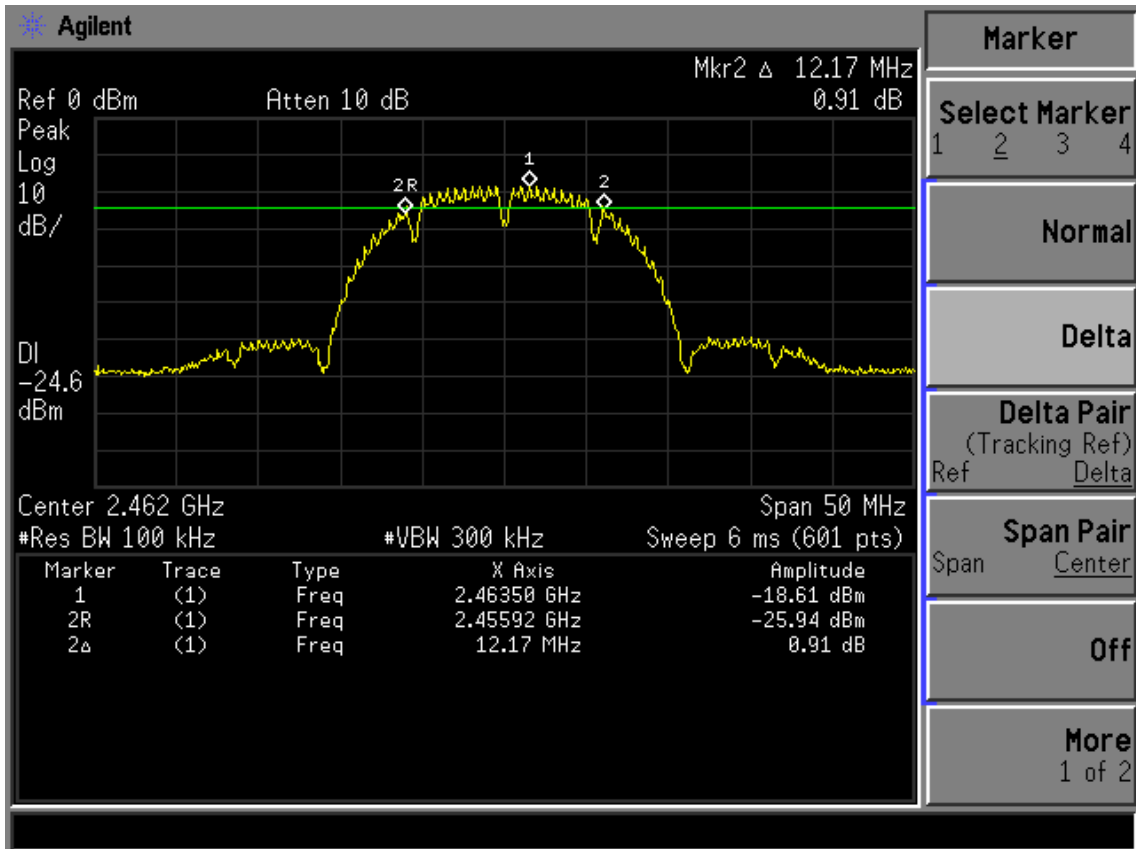 Agilent
Marker
Mkr2 Δ 12.17 MHz
Ref 0 dBm Atten 10 dB 0.91 dB
Peak
Log
10
dB/
DI
-24.6
dBm
2R
1
2
Center 2.462 GHz Span 50 MHz
#Res BW 100 kHz #VBW 300 kHz Sweep 6 ms (601 pts)
Marker Trace Type X Axis Amplitude
1 (1) Freq 2.46350 GHz -18.61 dBm
2R (1) Freq 2.45592 GHz -25.94 dBm
2Δ (1) Freq 12.17 MHz 0.91 dB
Select Marker
1 2 3 4
Normal
Delta
Delta Pair
(Tracking Ref)
Ref Delta
Span Pair
Span Center
Off
More
1 of 2